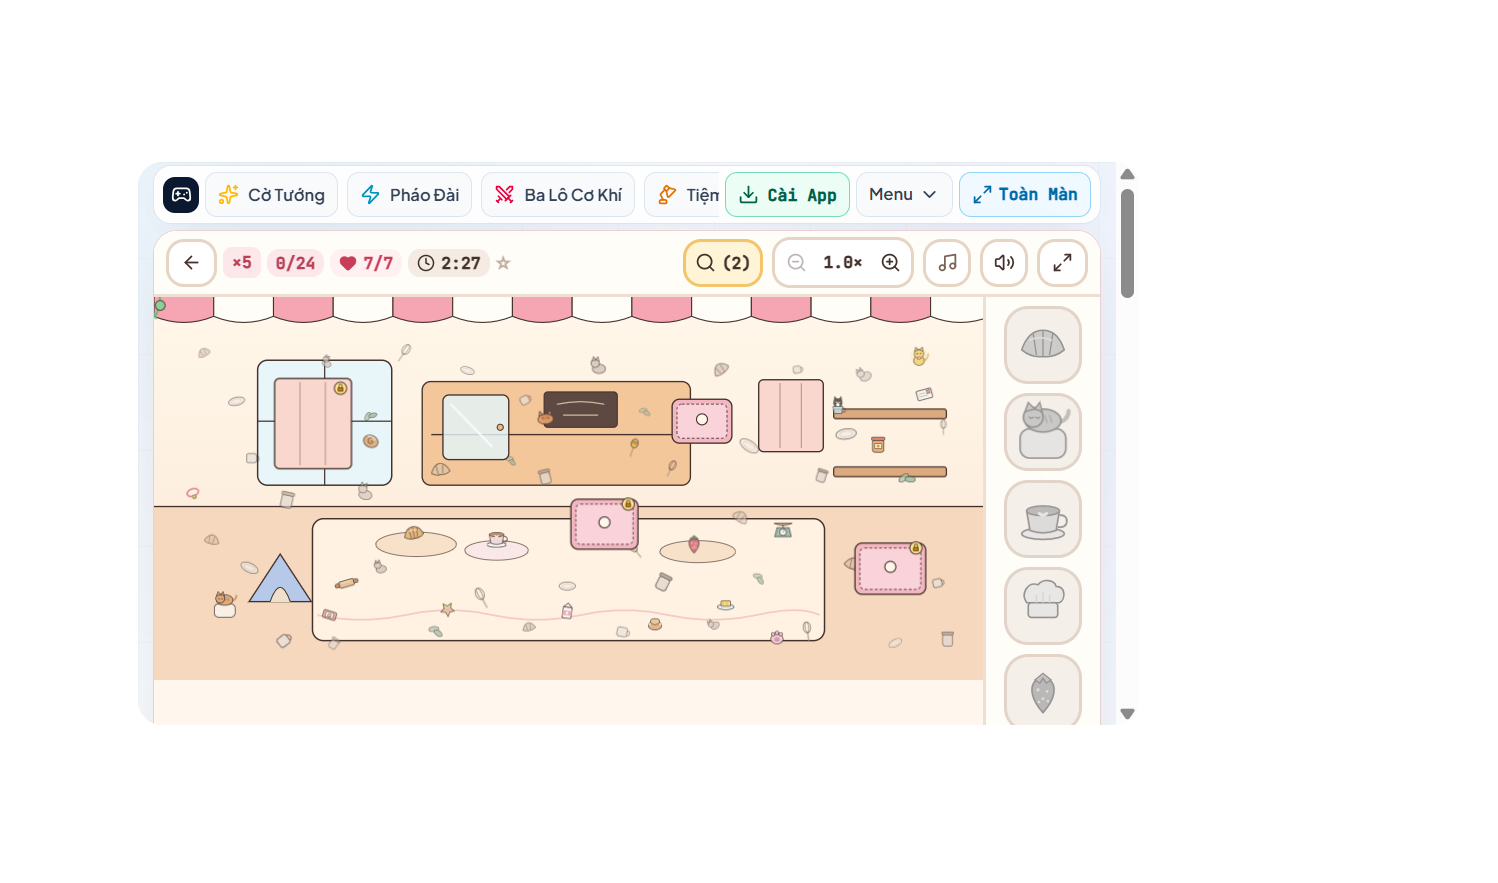 Cờ Tướng
Pháo Đài
Ba Lô Cơ Khí
Tiệm
Cài App
Menu
Toàn Màn
×5
0/24
7/7
2:27
(2)
1.0×